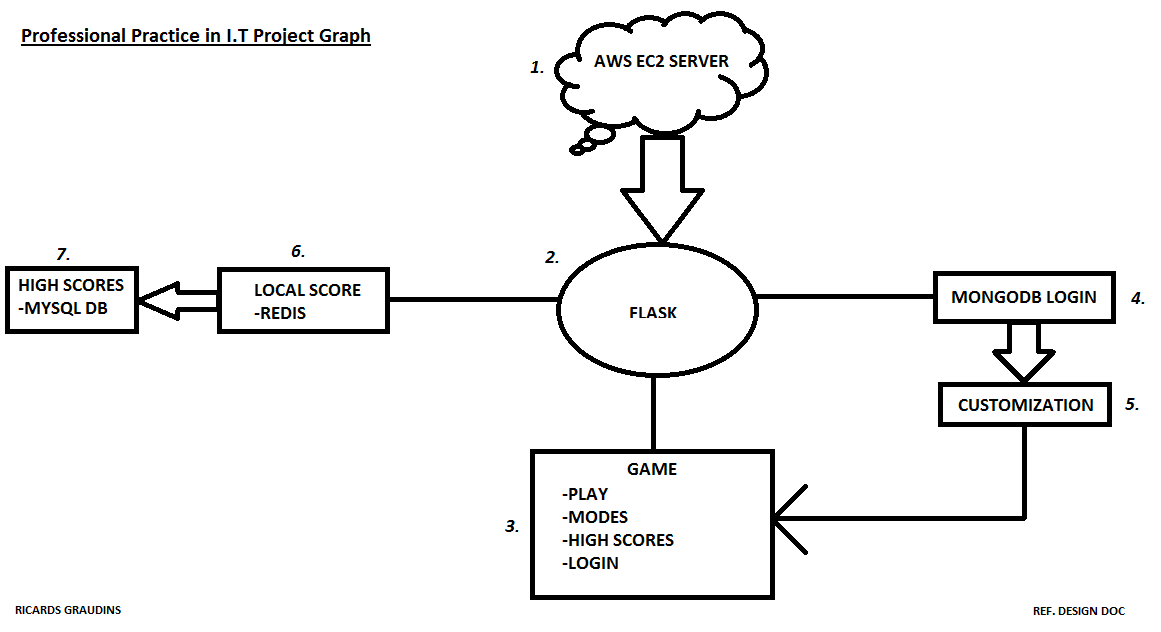 Professional Practice in I.T Project Graph
1.
AWS EC2 SERVER
2.
FLASK
7.
HIGH SCORES
-MYSQL DB
6.
LOCAL SCORE
-REDIS
MONGODB LOGIN
4.
CUSTOMIZATION
5.
3.
GAME
-PLAY
-MODES
-HIGH SCORES
-LOGIN
RICARDS GRAUDINS
REF. DESIGN DOC